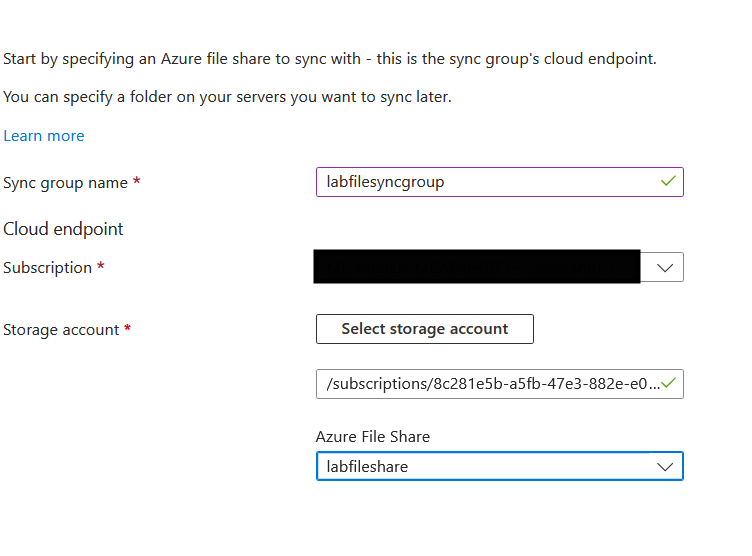 Start by specifying an Azure file share to sync with - this is the sync group's cloud endpoint.
You can specify a folder on your servers you want to sync later.
Learn more
Sync group name *
labfilesyncgroup
Cloud endpoint
Subscription *
Storage account *
Select storage account
/subscriptions/8c281e5b-a5fb-47e3-882e-e0...
Azure File Share
labfileshare